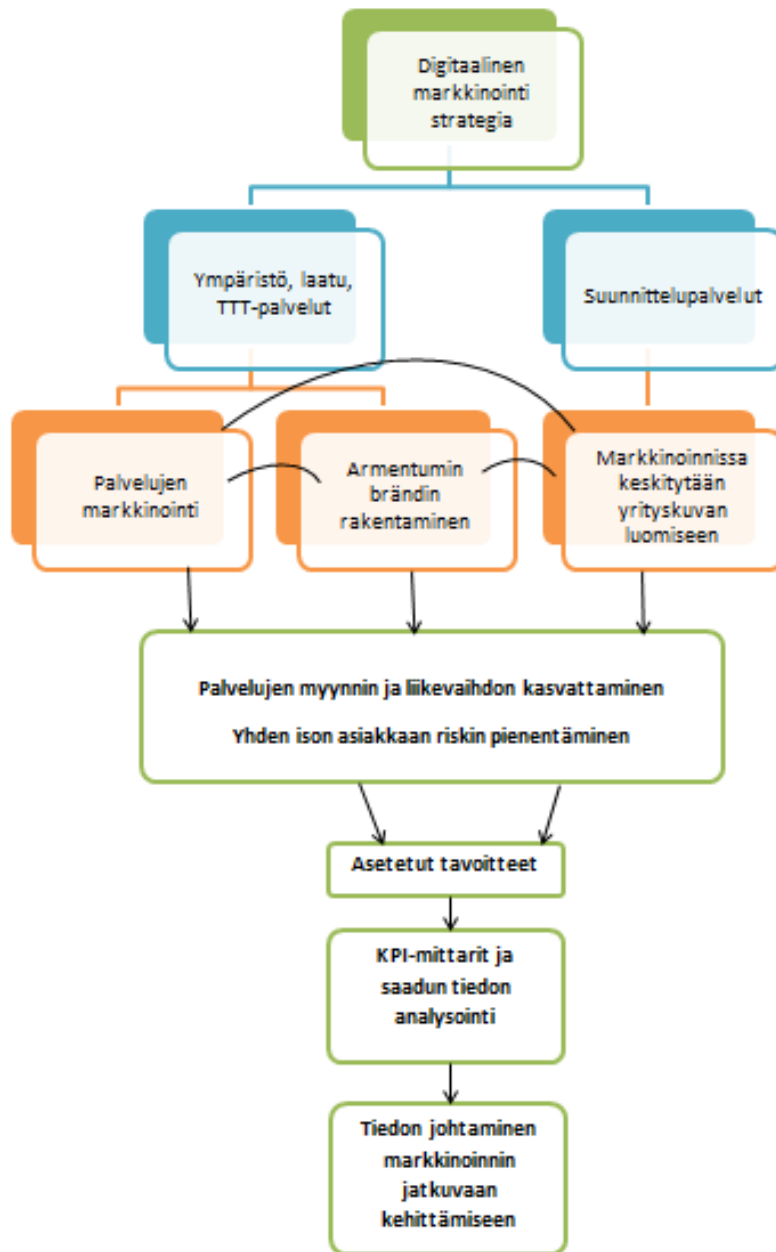 Digitaalinen
markkinointi
strategia
Ympäristö, laatu,
TTT-palvelut
Suunnittelupalvelut
Palvelujen
markkinointi
Armentumin
brändin
rakentaminen
Markkinoinnissa
keskitytään
yrityskuvan
luomiseen
Palvelujen myynnin ja liikevaihdon kasvattaminen
Yhden ison asiakkaan riskin pienentäminen
Asetetut tavoitteet
KPI-mittarit ja
saadun tiedon
analysointi
Tiedon johtaminen
markkinoinnin
jatkuvaan
kehittämiseen